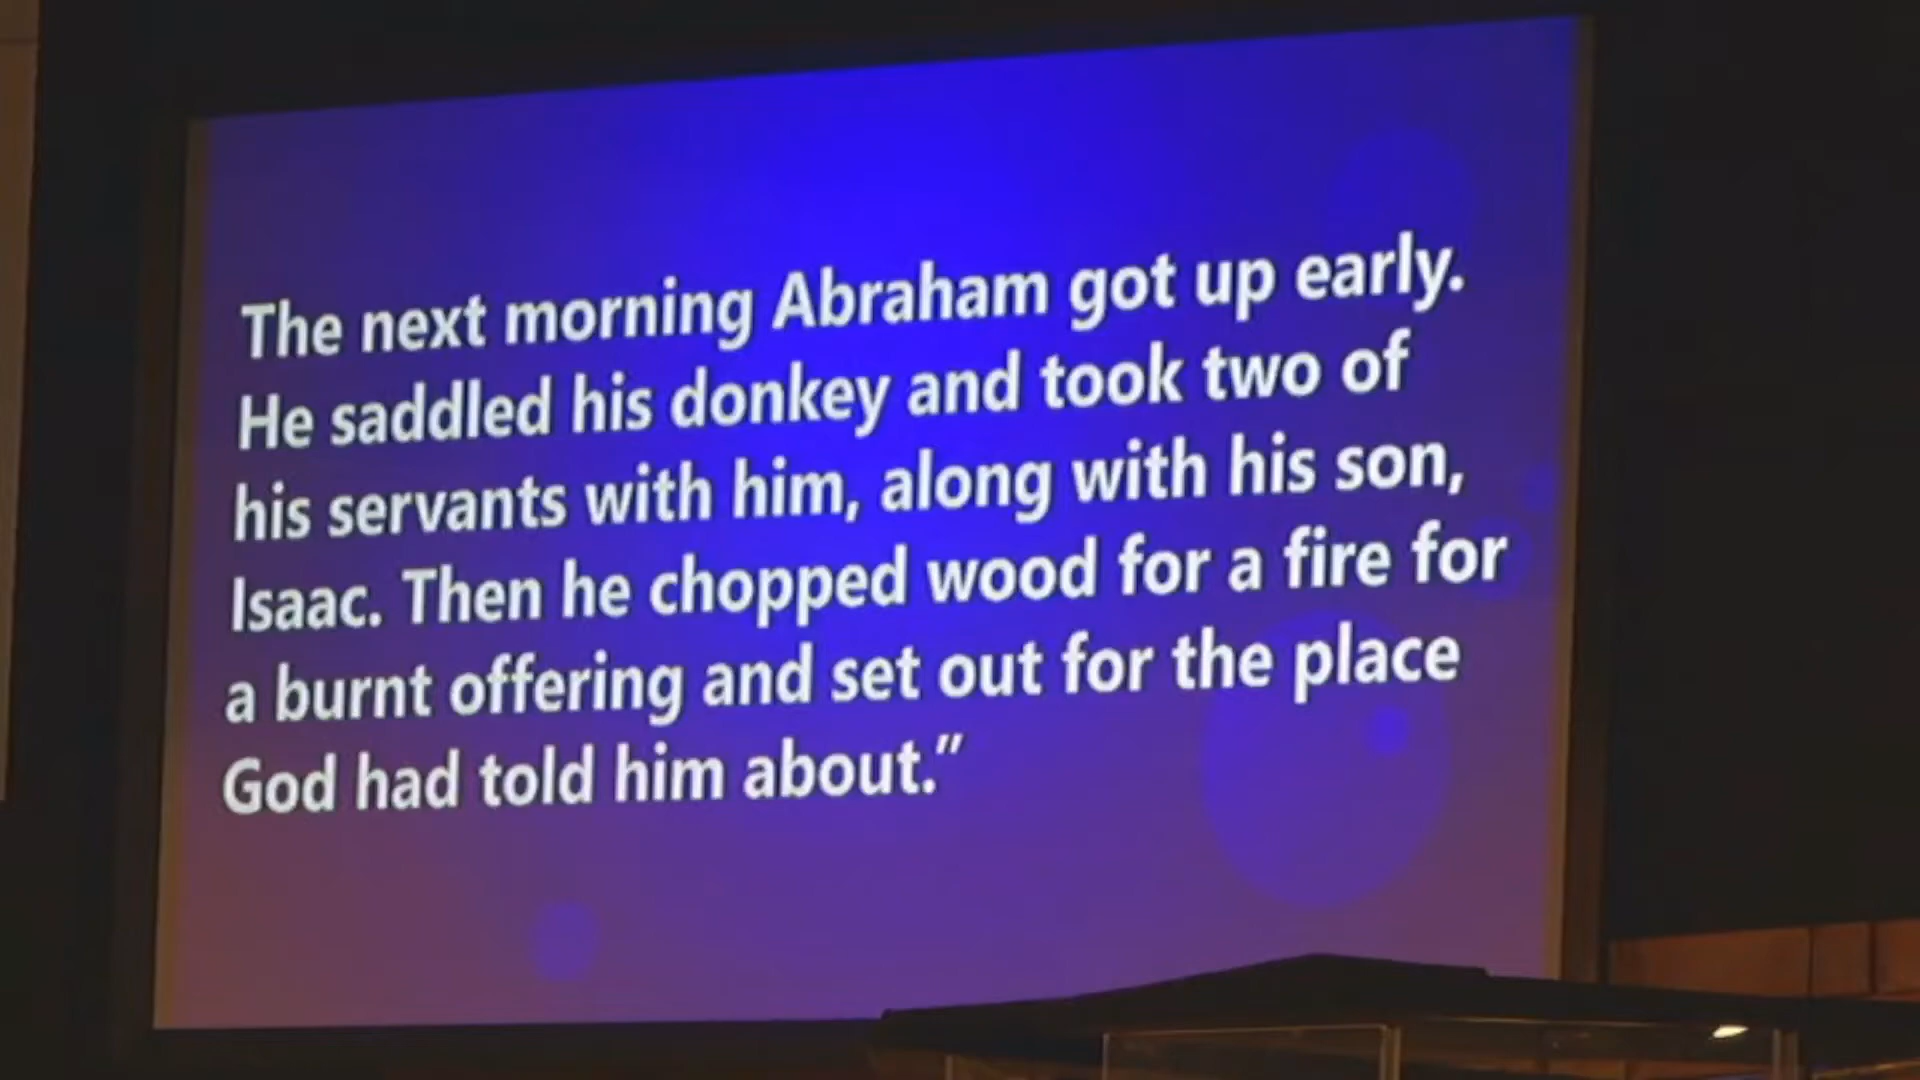 The next morning Abraham got up early.
He saddled his donkey and took two of
his servants with him, along with his son,
Isaac. Then he chopped wood for a fire for
a burnt offering and set out for the place
God had told him about.”